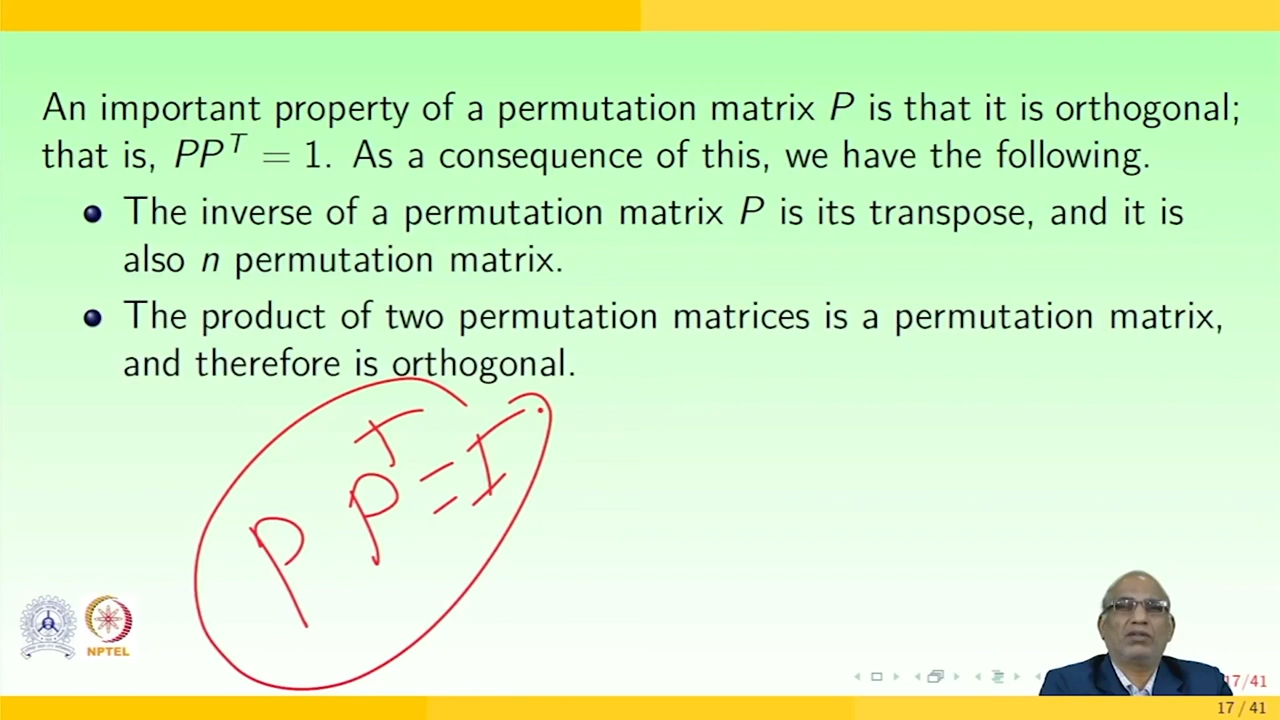 An important property of a permutation matrix P is that it is orthogonal;
that is, PP^T = 1. As a consequence of this, we have the following.
The inverse of a permutation matrix P is its transpose, and it is
also n permutation matrix.
The product of two permutation matrices is a permutation matrix,
and therefore is orthogonal.
P P^T = I
NPTEL
17/41
17 / 41